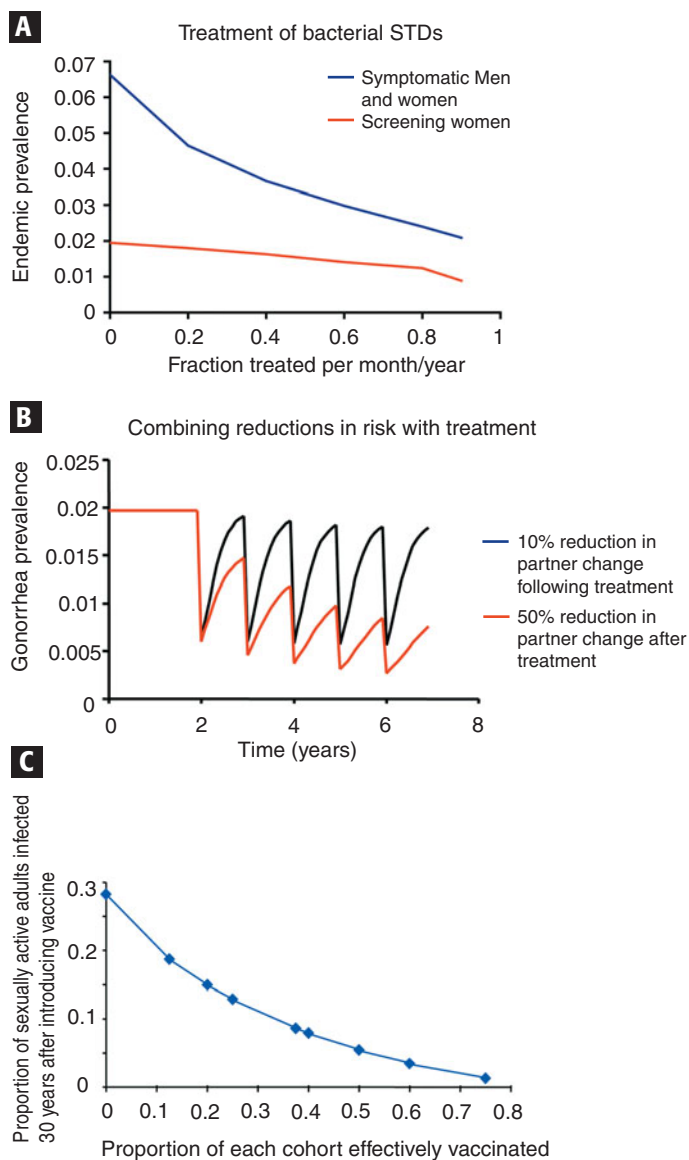 A
Treatment of bacterial STDs
0.07
0.06
0.05
0.04
0.03
0.02
0.01
0
Endemic prevalence
Symptomatic Men
and women
Screening women
0 0.2 0.4 0.6 0.8 1
Fraction treated per month/year
B
Combining reductions in risk with treatment
0.025
0.02
0.015
0.01
0.005
0
Gonorrhea prevalence
10% reduction in
partner change
following treatment
50% reduction in
partner change after
treatment
0 2 4 6 8
Time (years)
C
Proportion of sexually active adults infected
30 years after introducing vaccine
0.3
0.2
0.1
0
0 0.1 0.2 0.3 0.4 0.5 0.6 0.7 0.8
Proportion of each cohort effectively vaccinated